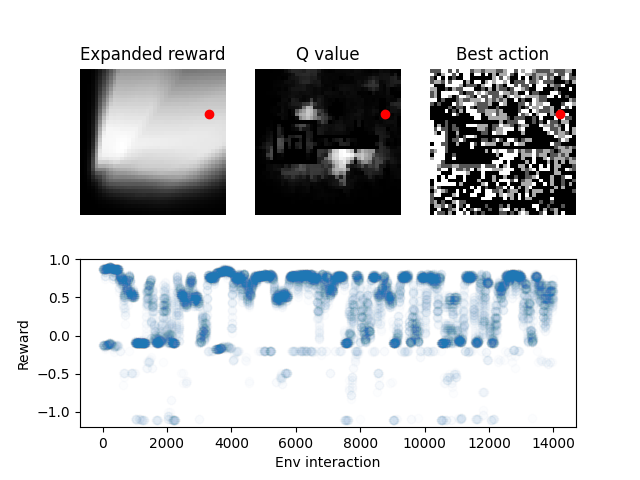 Expanded reward
Q value
Best action
1.0
0.5
0.0
−0.5
−1.0
Reward
0 2000 4000 6000 8000 10000 12000 14000
Env interaction